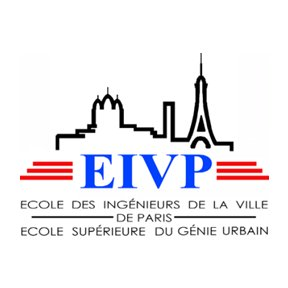 EIVP
ECOLE DES INGÉNIEURS DE LA VILLE
DE PARIS
ECOLE SUPÉRIEURE DU GÉNIE URBAIN